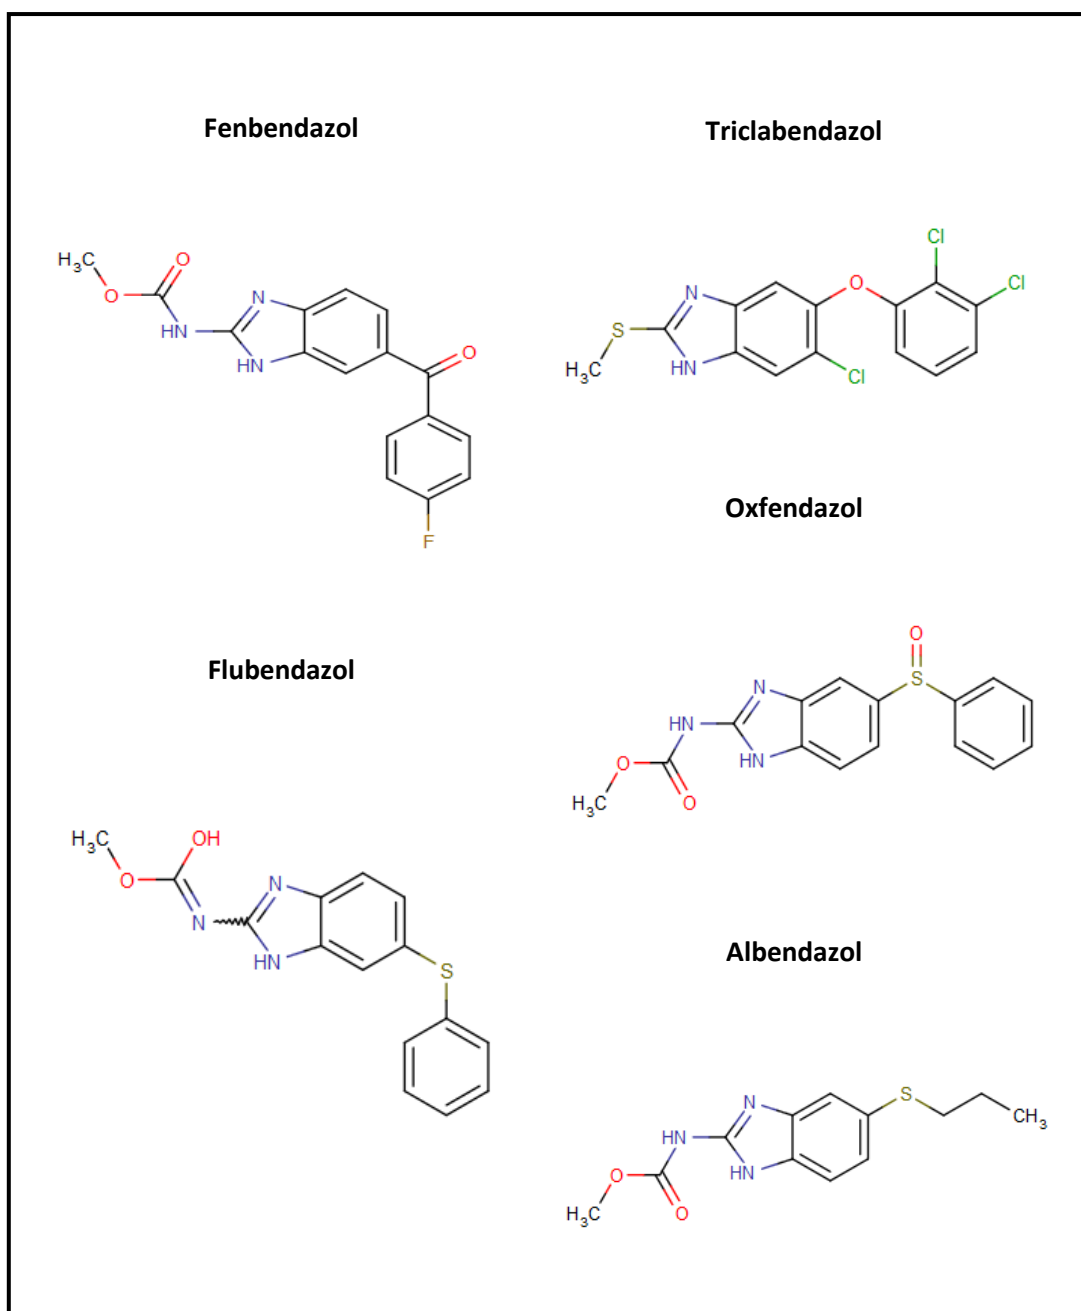 Fenbendazol
Triclabendazol
H₃C
O
O
HN
N
HN
O
F
Cl
Cl
O
N
S
H₃C
HN
Cl
Oxfendazol
O
S
N
HN
HN
O
O
H₃C
Flubendazol
H₃C
OH
O
N
N
HN
S
Albendazol
S
CH₃
N
HN
HN
O
O
H₃C